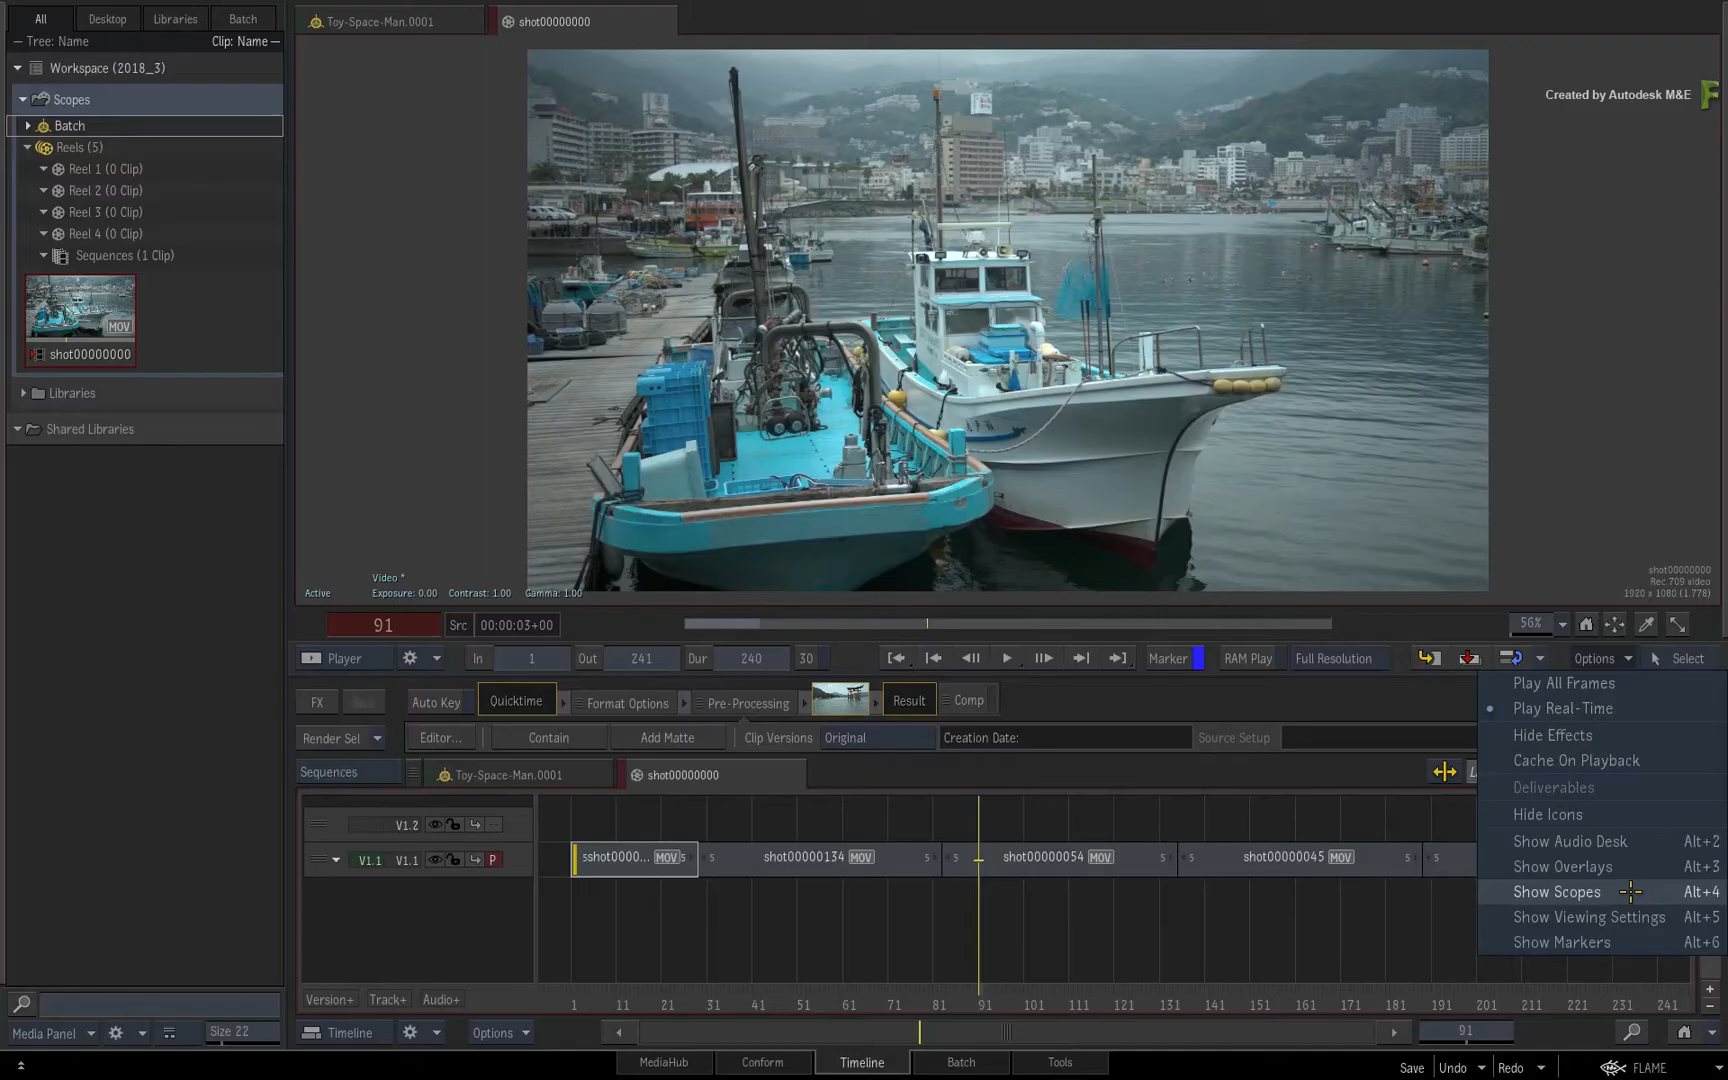 All Desktop Libraries Batch
Tree: Name Clip: Name
Workspace (2018_3)
Scopes
Batch
Reels (5)
Reel 1 (0 Clip)
Reel 2 (0 Clip)
Reel 3 (0 Clip)
Reel 4 (0 Clip)
Sequences (1 Clip)
MOV
shot00000000
Libraries
Shared Libraries
Toy-Space-Man.0001 shot00000000
Created by Autodesk M&E
Video *
Active Exposure: 0.00 Contrast: 1.00 Gamma: 1.00
shot00000000
Rec.709 video
1920 x 1080 (1.778)
91 Src 00:00:03+00 56%
Player In 1 Out 241 Dur 240 30 Marker RAM Play Full Resolution Options Select
FX Auto Key Quicktime Format Options Pre-Processing Result Comp
Render Sel Editor... Contain Add Matte Clip Versions Original Creation Date: Source Setup
Sequences Toy-Space-Man.0001 shot00000000
Play All Frames
Play Real-Time
Hide Effects
Cache On Playback
Deliverables
Hide Icons
Show Audio Desk Alt+2
Show Overlays Alt+3
Show Scopes Alt+4
Show Viewing Settings Alt+5
Show Markers Alt+6
V1.2
V1.1 V1.1 P
sshot0000... MOV 5 5 shot00000134 MOV 5 5 shot00000054 MOV 5 5 shot00000045 MOV 5 5
Version+ Track+ Audio+ 1 11 21 31 41 51 61 71 81 91 101 111 121 131 141 151 161 171 181 191 201 211 221 231 241
Media Panel Size 22 Timeline Options 91
MediaHub Conform Timeline Batch Tools Save Undo Redo FLAME